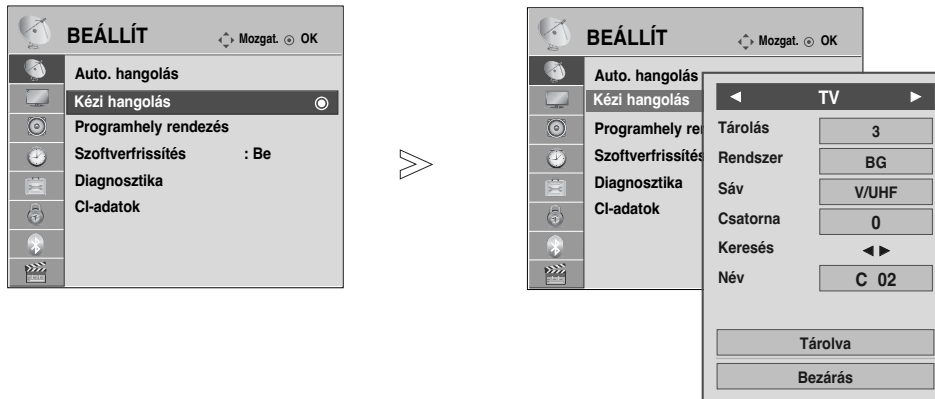 BEÁLLÍT Mozgat. OK
Auto. hangolás
Kézi hangolás
Programhely rendezés
Szoftverfrissítés : Be
Diagnosztika
CI-adatok
BEÁLLÍT Mozgat. OK
Auto. hangolás
Kézi hangolás
Programhely re
Szoftverfrissítés
Diagnosztika
CI-adatok
◄ TV ►
Tárolás 3
Rendszer BG
Sáv V/UHF
Csatorna 0
Keresés ◄►
Név C 02
Tárolva
Bezárás